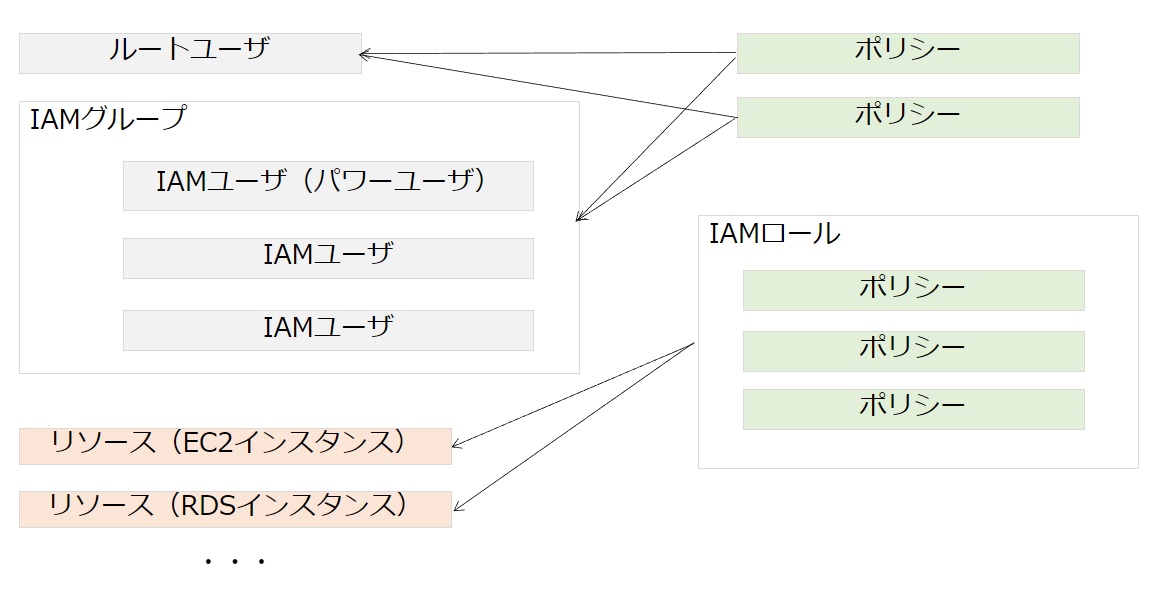 ルートユーザ
ポリシー
ポリシー
IAMグループ
IAMユーザ（パワーユーザ）
IAMユーザ
IAMユーザ
IAMロール
ポリシー
ポリシー
ポリシー
リソース（EC2インスタンス）
リソース（RDSインスタンス）
・・・